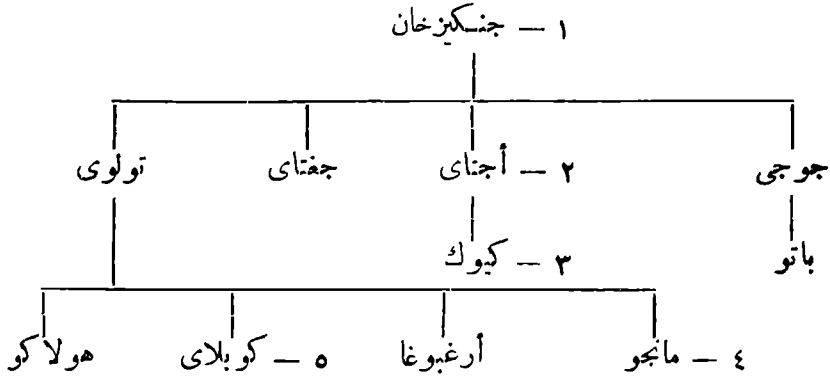 ١ — جنكيزخان
جوجى ٢ — أجتاى جغتاى تولوى
باتو ٣ — كيوك
٤ — مانجو أرغبوغا ٥ — كوبلاى هولاكو